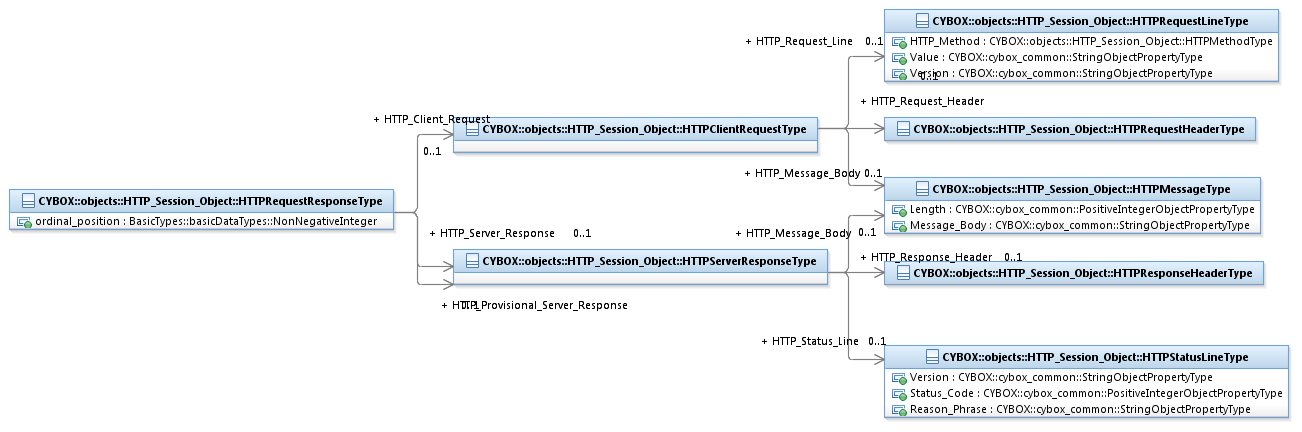 CYBOX::objects::HTTP_Session_Object::HTTPRequestLineType
+ HTTP_Request_Line 0..1
HTTP_Method : CYBOX::objects::HTTP_Session_Object::HTTPMethodType
Value : CYBOX::cybox_common::StringObjectPropertyType
Version : CYBOX::cybox_common::StringObjectPropertyType
0..1
+ HTTP_Request_Header
+ HTTP_Client_Request
CYBOX::objects::HTTP_Session_Object::HTTPClientRequestType
CYBOX::objects::HTTP_Session_Object::HTTPRequestHeaderType
0..1
+ HTTP_Message_Body 0..1
CYBOX::objects::HTTP_Session_Object::HTTPMessageType
CYBOX::objects::HTTP_Session_Object::HTTPRequestResponseType
Length : CYBOX::cybox_common::PositiveIntegerObjectPropertyType
ordinal_position : BasicTypes::basicDataTypes::NonNegativeInteger
Message_Body : CYBOX::cybox_common::StringObjectPropertyType
+ HTTP_Server_Response 0..1
+ HTTP_Message_Body 0..1
+ HTTP_Response_Header 0..1
CYBOX::objects::HTTP_Session_Object::HTTPServerResponseType
CYBOX::objects::HTTP_Session_Object::HTTPResponseHeaderType
+ HTTP_Provisional_Server_Response
0..1
+ HTTP_Status_Line 0..1
CYBOX::objects::HTTP_Session_Object::HTTPStatusLineType
Version : CYBOX::cybox_common::StringObjectPropertyType
Status_Code : CYBOX::cybox_common::PositiveIntegerObjectPropertyType
Reason_Phrase : CYBOX::cybox_common::StringObjectPropertyType